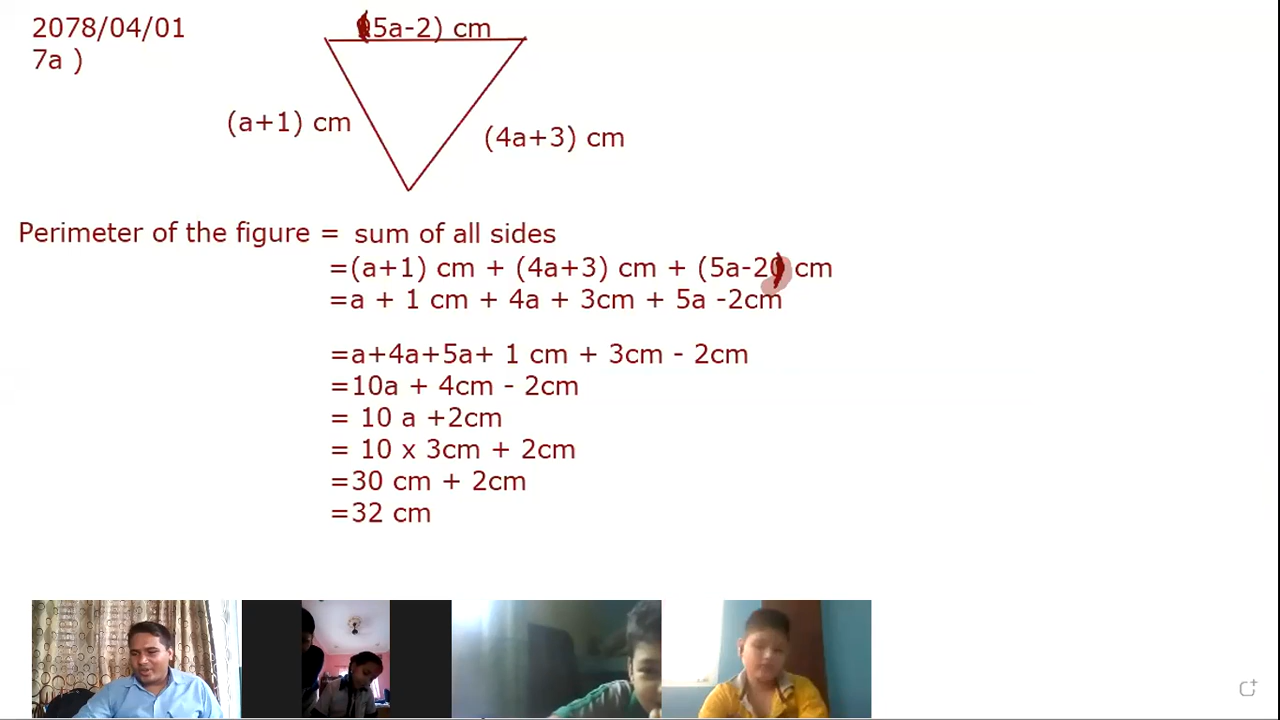 2078/04/01
7a )
(5a-2) cm
(a+1) cm
(4a+3) cm
Perimeter of the figure = sum of all sides
=(a+1) cm + (4a+3) cm + (5a-2) cm
=a + 1 cm + 4a + 3cm + 5a -2cm
=a+4a+5a+ 1 cm + 3cm - 2cm
=10a + 4cm - 2cm
= 10 a +2cm
= 10 x 3cm + 2cm
=30 cm + 2cm
=32 cm